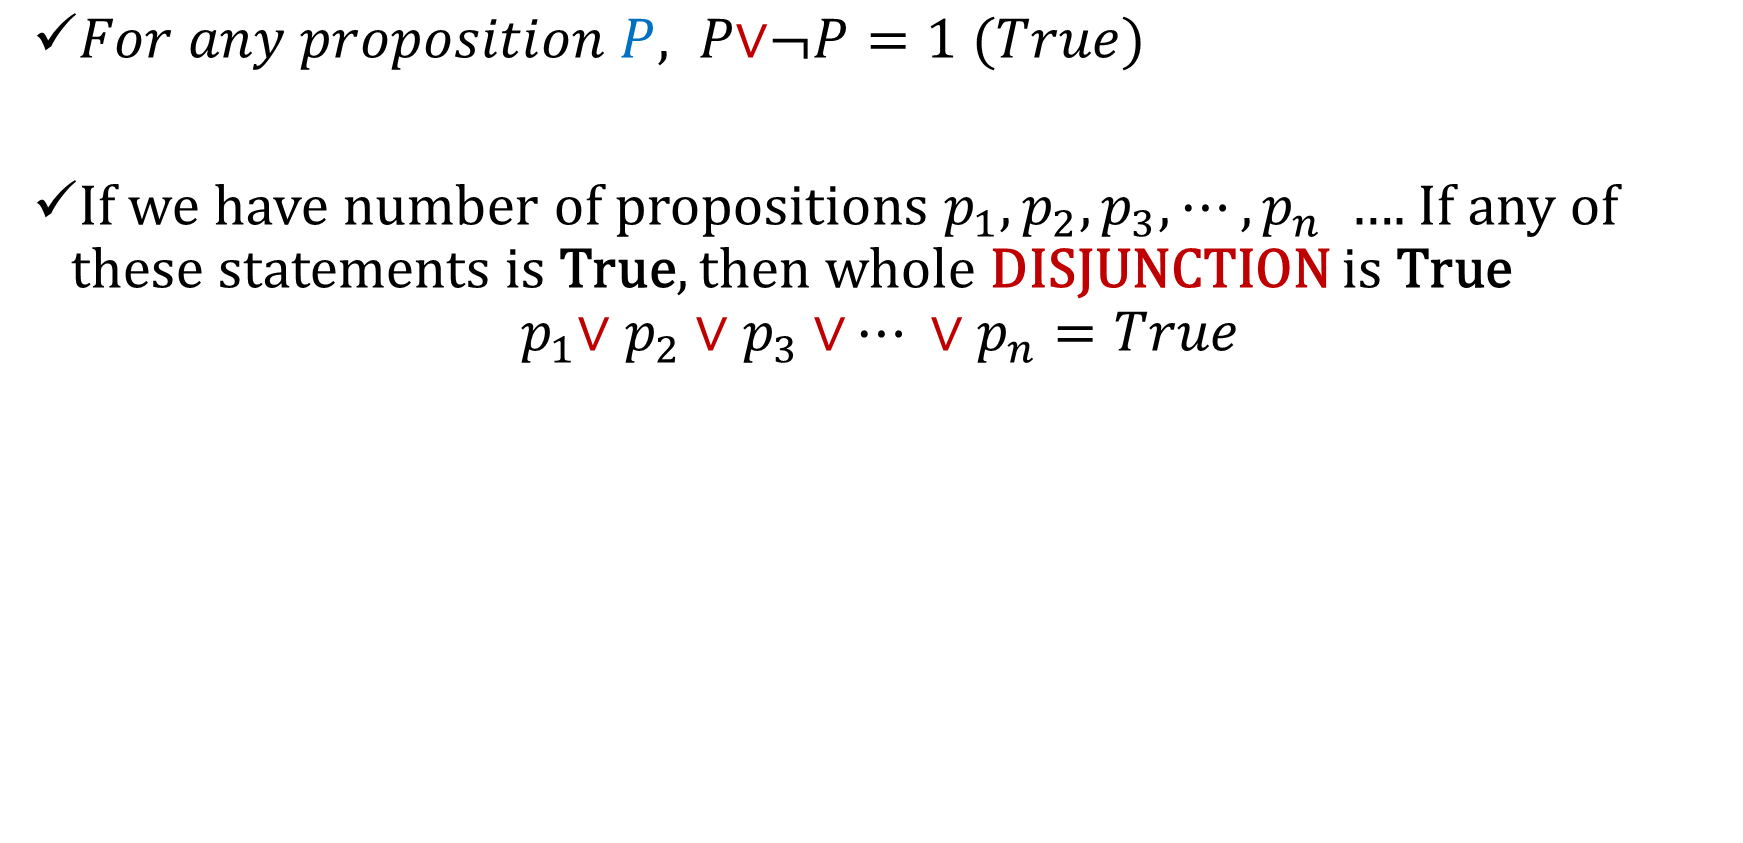 ✓For any proposition P, P∨¬P = 1 (True)
✓If we have number of propositions p₁, p₂, p₃, ⋯ , pₙ .... If any of
these statements is True, then whole DISJUNCTION is True
p₁∨ p₂ ∨ p₃ ∨ ⋯ ∨ pₙ = True